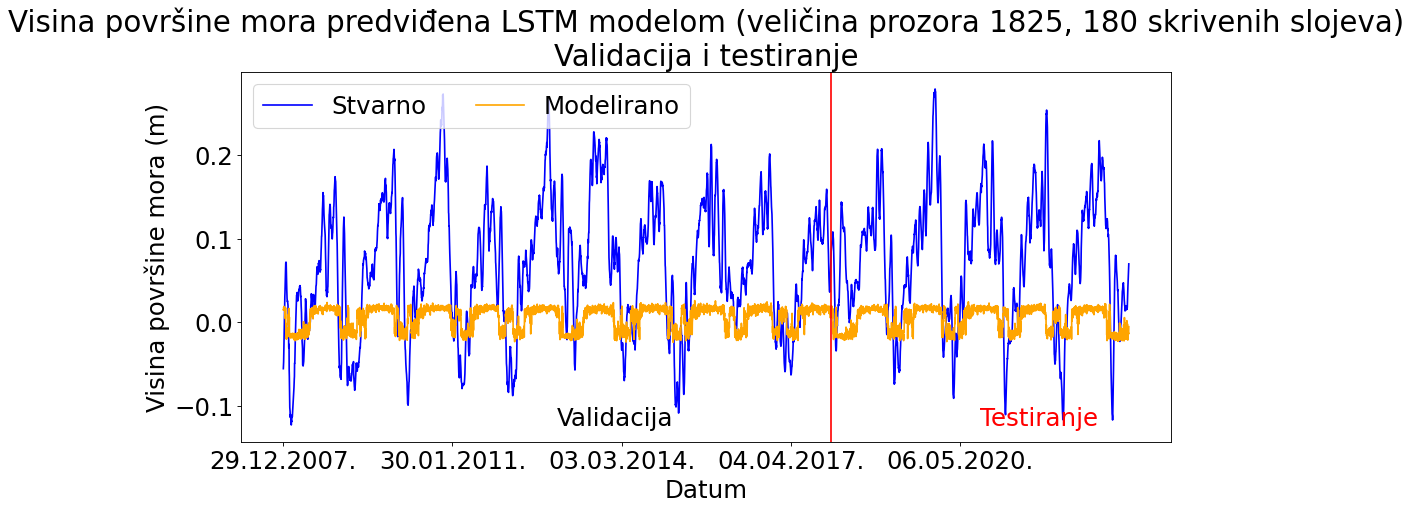 Visina površine mora predviđena LSTM modelom (veličina prozora 1825, 180 skrivenih slojeva)
Validacija i testiranje
Stvarno
Modelirano
Visina površine mora (m)
0.2
0.1
0.0
−0.1
Validacija
Testiranje
29.12.2007.
30.01.2011.
03.03.2014.
04.04.2017.
06.05.2020.
Datum